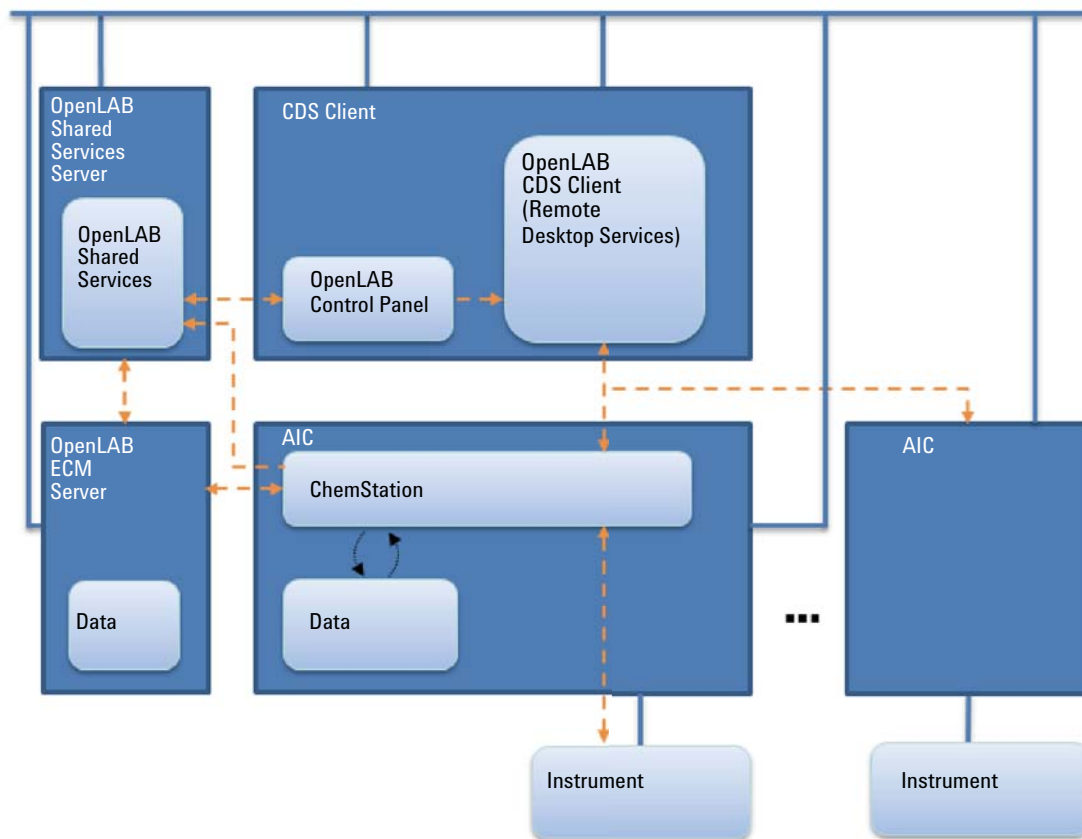 OpenLAB
Shared
Services
Server
OpenLAB
Shared
Services
CDS Client
OpenLAB
CDS Client
(Remote
Desktop Services)
OpenLAB
Control Panel
OpenLAB
ECM
Server
Data
AIC
ChemStation
Data
AIC
Instrument
Instrument